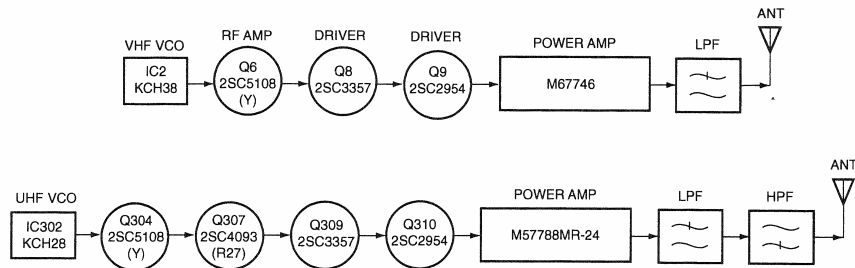 ANT
VHF VCO
RF AMP
DRIVER
DRIVER
POWER AMP
LPF
IC2
KCH38
Q6
2SC5108
(Y)
Q8
2SC3357
Q9
2SC2954
M67746
ANT
UHF VCO
POWER AMP
LPF
HPF
IC302
KCH28
Q304
2SC5108
(Y)
Q307
2SC4093
(R27)
Q309
2SC3357
Q310
2SC2954
M57788MR-24